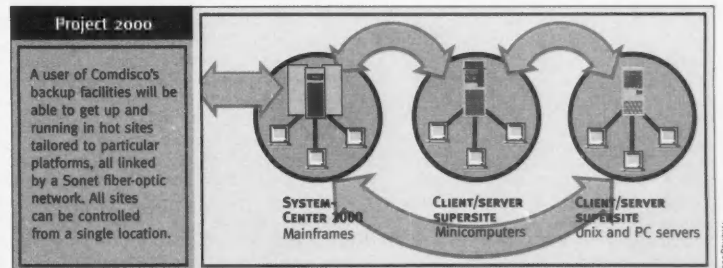 Project 2000
A user of Comdisco's
backup facilities will be
able to get up and
running in hot sites
tailored to particular
platforms, all linked
by a Sonet fiber-optic
network. All sites
can be controlled
from a single location.
SYSTEM-
CENTER 2000
Mainframes
CLIENT/SERVER
SUPERSITE
Minicomputers
CLIENT/SERVER
SUPERSITE
Unix and PC servers